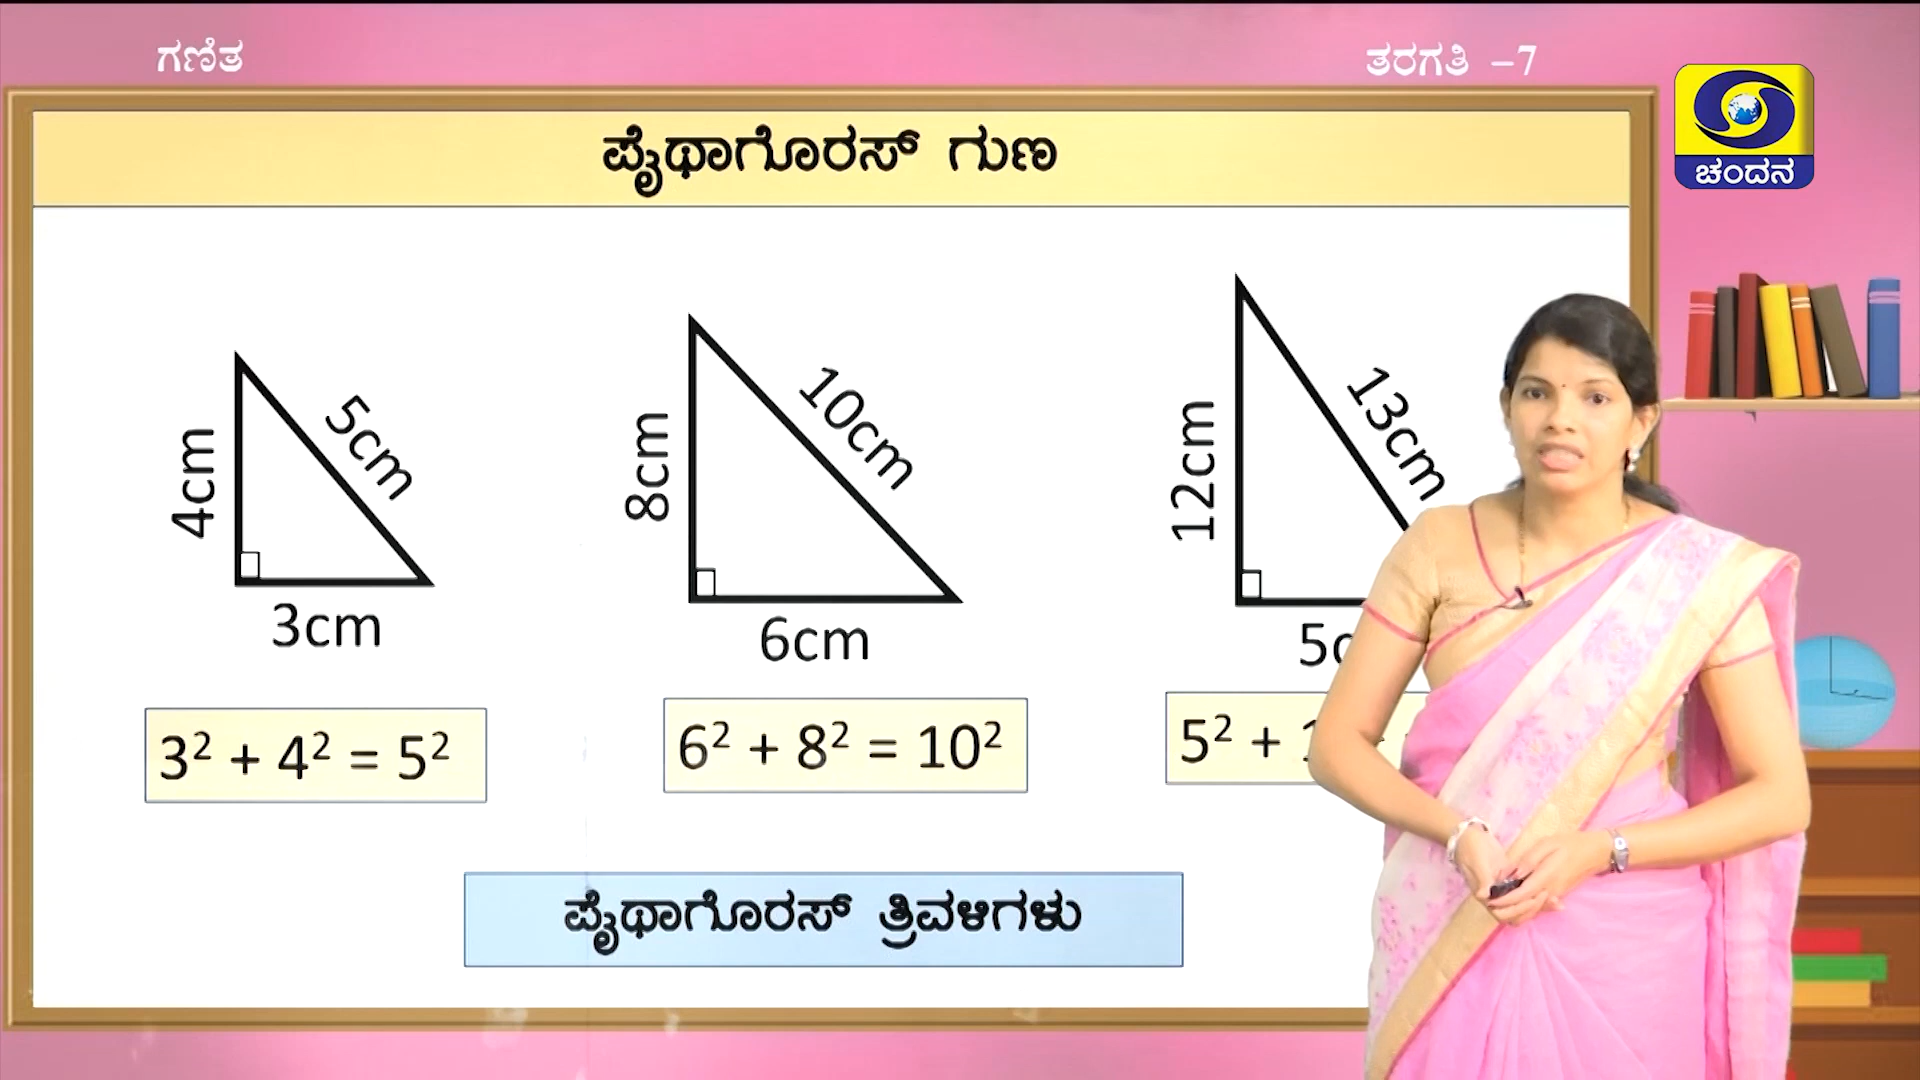 ಗಣಿತ
ತರಗತಿ –7
ಚಂದನ
ಪೈಥಾಗೊರಸ್ ಗುಣ
4cm
5cm
3cm
8cm
10cm
6cm
12cm
13cm
3² + 4² = 5²
6² + 8² = 10²
5² +
ಪೈಥಾಗೊರಸ್ ತ್ರಿವಳಿಗಳು